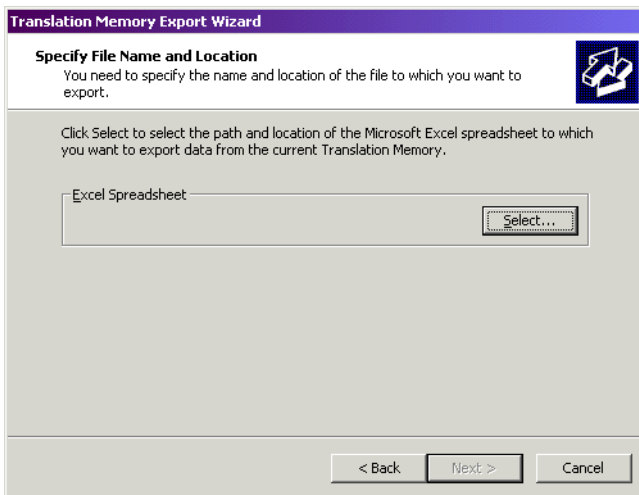 Translation Memory Export Wizard
Specify File Name and Location
You need to specify the name and location of the file to which you want to
export.
Click Select to select the path and location of the Microsoft Excel spreadsheet to which
you want to export data from the current Translation Memory.
Excel Spreadsheet
Select...
< Back Next > Cancel